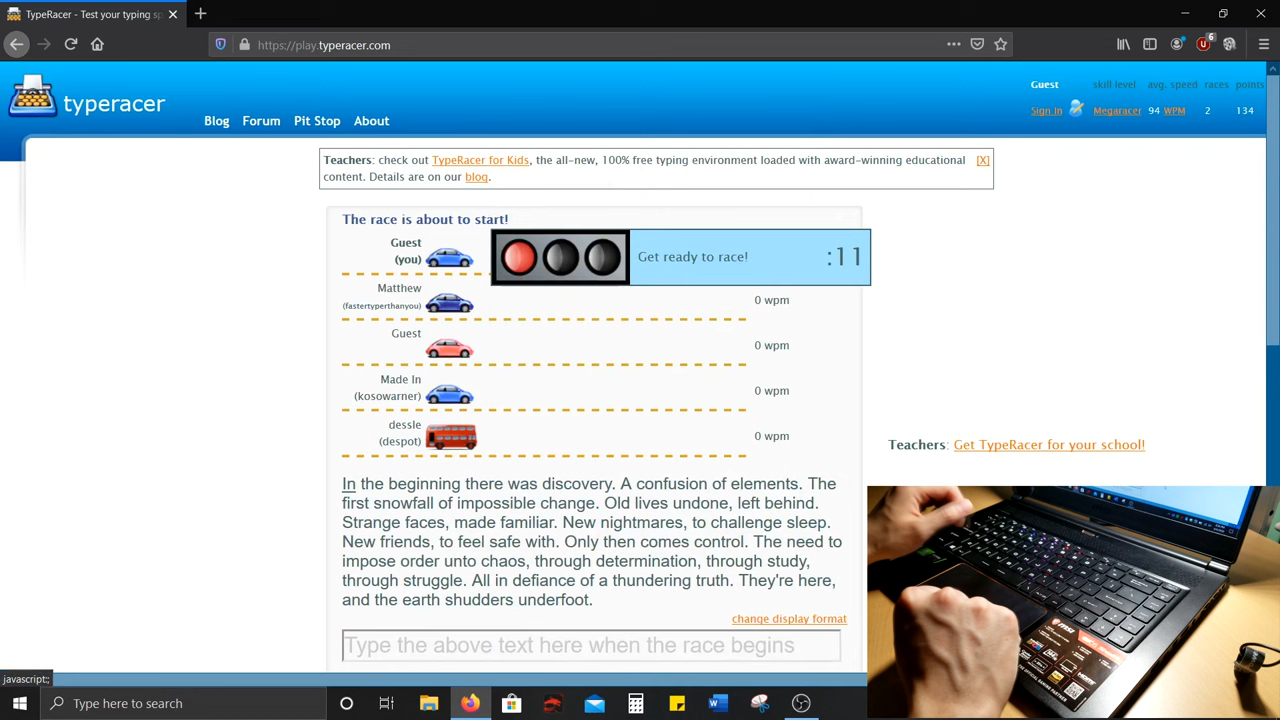 TypeRacer - Test your typing sp
https://play.typeracer.com
6
typeracer
Blog Forum Pit Stop About
Guest skill level avg. speed races points
Sign In Megaracer 94 WPM 2 134
Teachers: check out TypeRacer for Kids, the all-new, 100% free typing environment loaded with award-winning educational [X]
content. Details are on our blog.
The race is about to start!
Guest
(you)
Get ready to race! :11
Matthew
(fastertyperthanyou)
0 wpm
Guest
0 wpm
Made In
(kosowarner)
0 wpm
dessle
(despot)
0 wpm
Teachers: Get TypeRacer for your school!
In the beginning there was discovery. A confusion of elements. The
first snowfall of impossible change. Old lives undone, left behind.
Strange faces, made familiar. New nightmares, to challenge sleep.
New friends, to feel safe with. Only then comes control. The need to
impose order unto chaos, through determination, through study,
through struggle. All in defiance of a thundering truth. They're here,
and the earth shudders underfoot.
change display format
Type the above text here when the race begins
javascript:;
Type here to search
msi